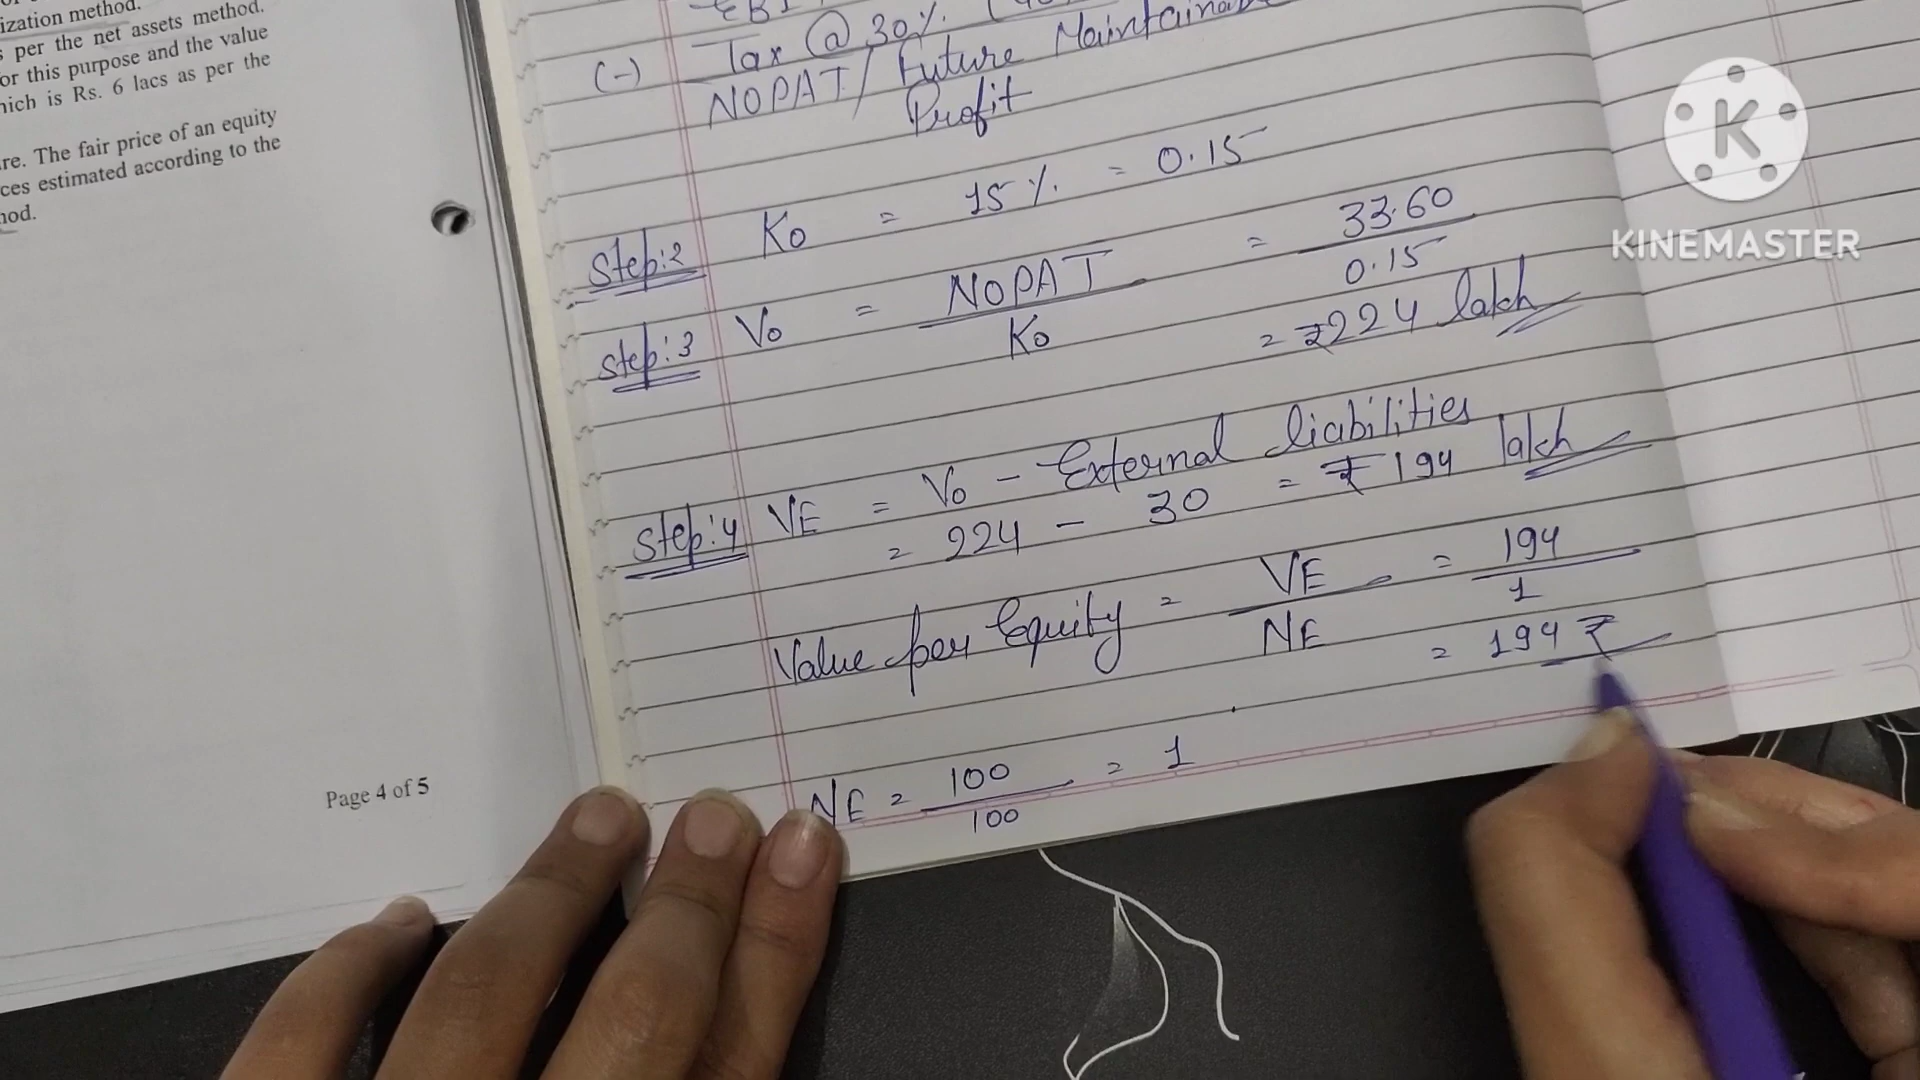 ization method.
s per the net assets method.
or this purpose and the value
hich is Rs. 6 lacs as per the
re. The fair price of an equity
ces estimated according to the
hod.
Page 4 of 5
(-) Tax @ 30%
NOPAT / Future Maintainable
Profit
Step:2 Ko = 15% = 0.15
Step:3 Vo = NOPAT / Ko = 33.60 / 0.15
= ₹224 lakh
Step:4 VE = Vo - External liabilities
= 224 - 30 = ₹194 lakh
Value per Equity = VE / NE = 194 / 1
= 194 ₹
NE = 100 / 100 = 1
K
KINEMASTER